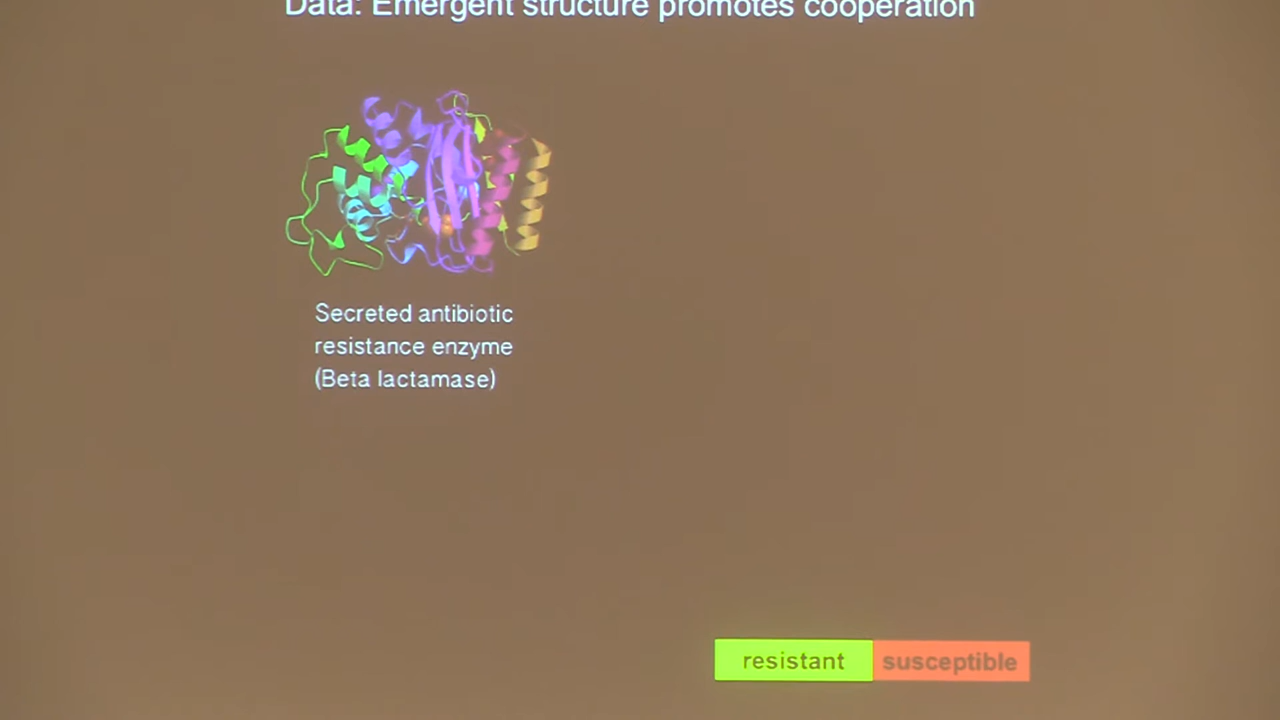 Data: Emergent structure promotes cooperation
Secreted antibiotic
resistance enzyme
(Beta lactamase)
resistant
susceptible